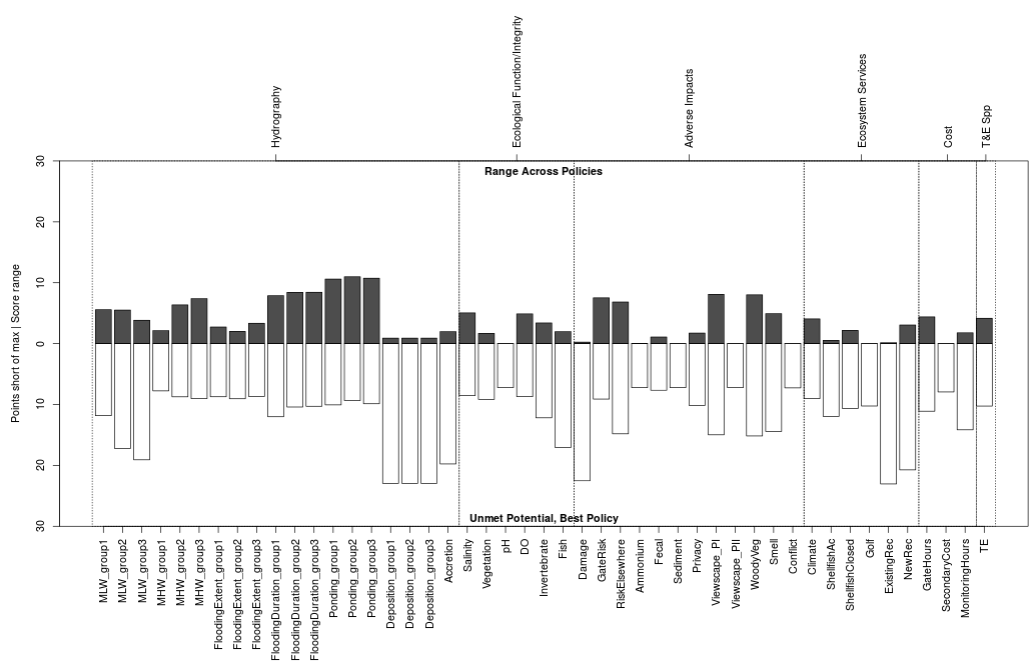 Hydrography
Ecological Function/Integrity
Adverse Impacts
Ecosystem Services
Cost
T&E Spp
Range Across Policies
Points short of max | Score range
30
20
10
0
10
20
30
Unmet Potential, Best Policy
MLW_group1
MLW_group2
MLW_group3
MHW_group1
MHW_group2
MHW_group3
FloodingExtent_group1
FloodingExtent_group2
FloodingExtent_group3
FloodingDuration_group1
FloodingDuration_group2
FloodingDuration_group3
Ponding_group1
Ponding_group2
Ponding_group3
Deposition_group1
Deposition_group2
Deposition_group3
Accretion
Salinity
Vegetation
pH
DO
Invertebrate
Fish
Damage
GateRisk
RiskElsewhere
Ammonium
Fecal
Sediment
Privacy
Viewscape_PI
Viewscape_PII
WoodyVeg
Smell
Conflict
Climate
ShellfishAc
ShellfishClosed
Golf
ExistingRec
NewRec
GateHours
SecondaryCost
MonitoringHours
TE